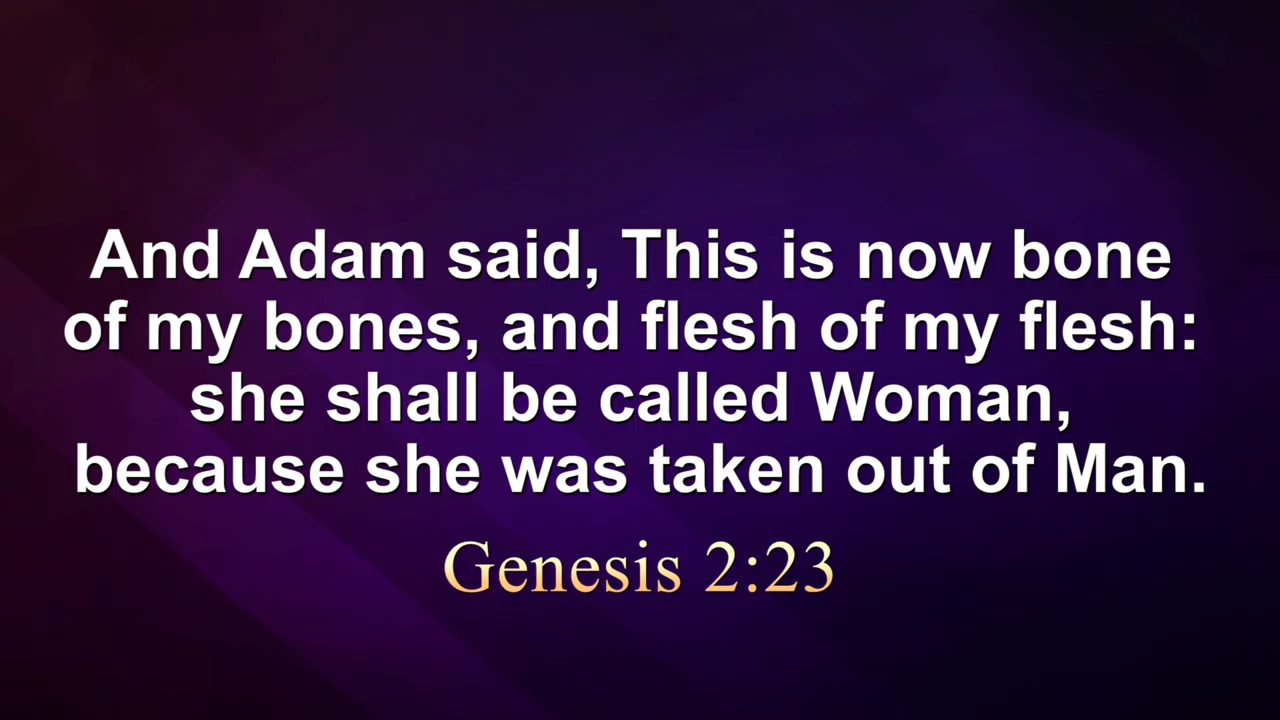 And Adam said, This is now bone
of my bones, and flesh of my flesh:
she shall be called Woman,
because she was taken out of Man.
Genesis 2:23